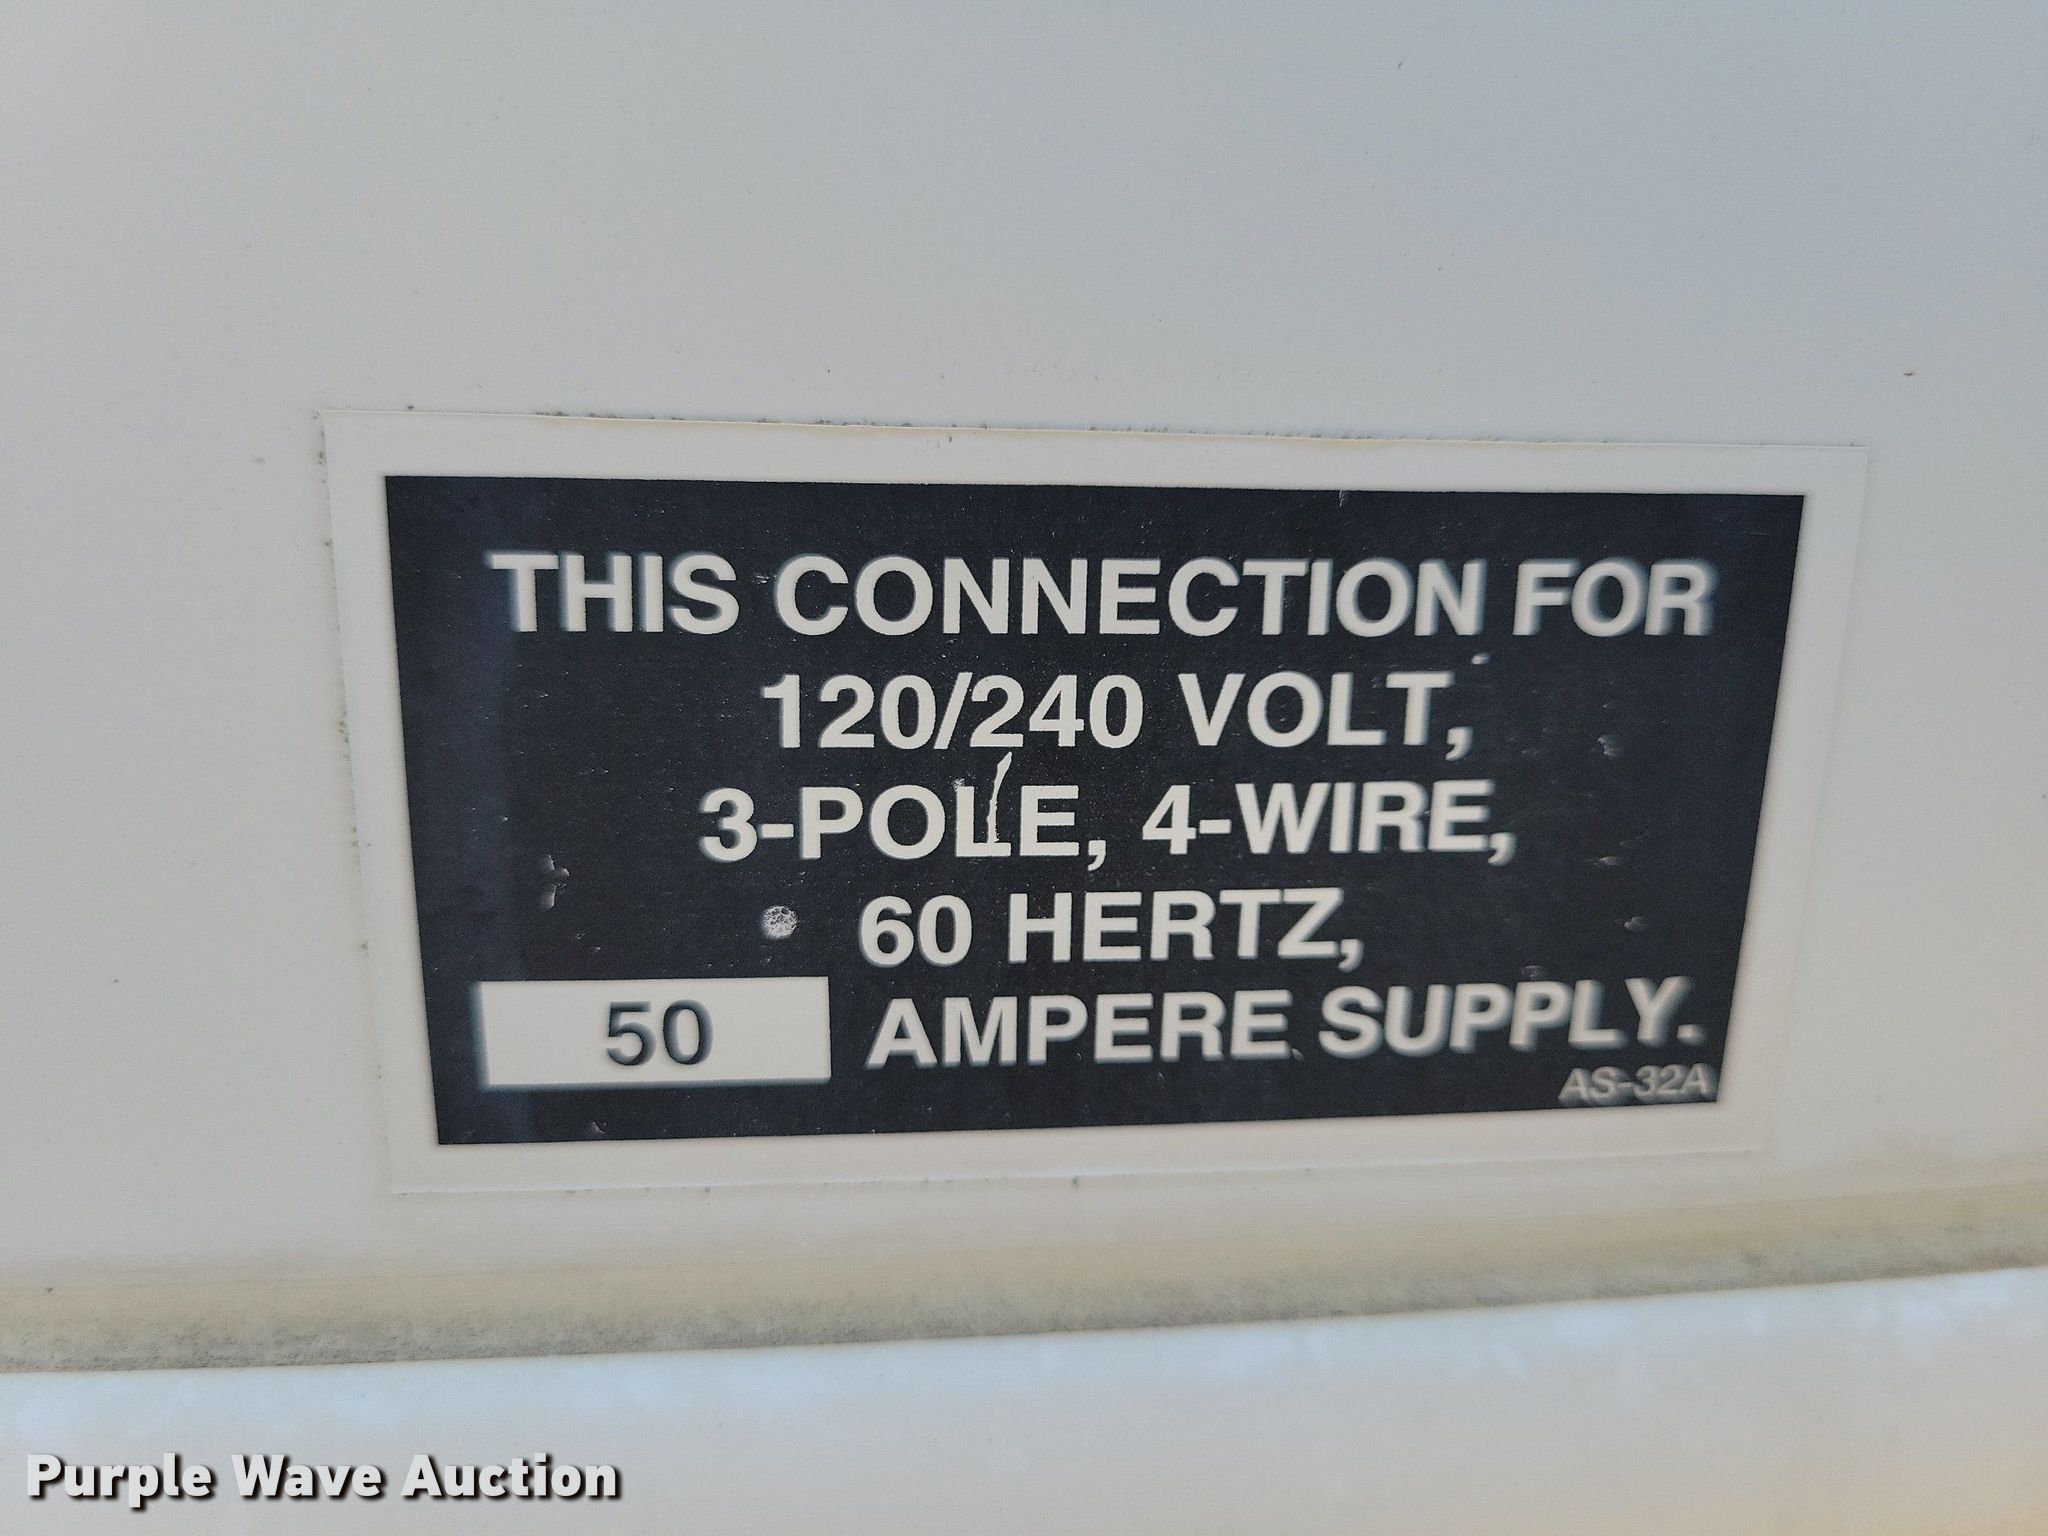 THIS CONNECTION FOR
120/240 VOLT,
3-POLE, 4-WIRE,
60 HERTZ,
50 AMPERE SUPPLY.
AS-32A
Purple Wave Auction